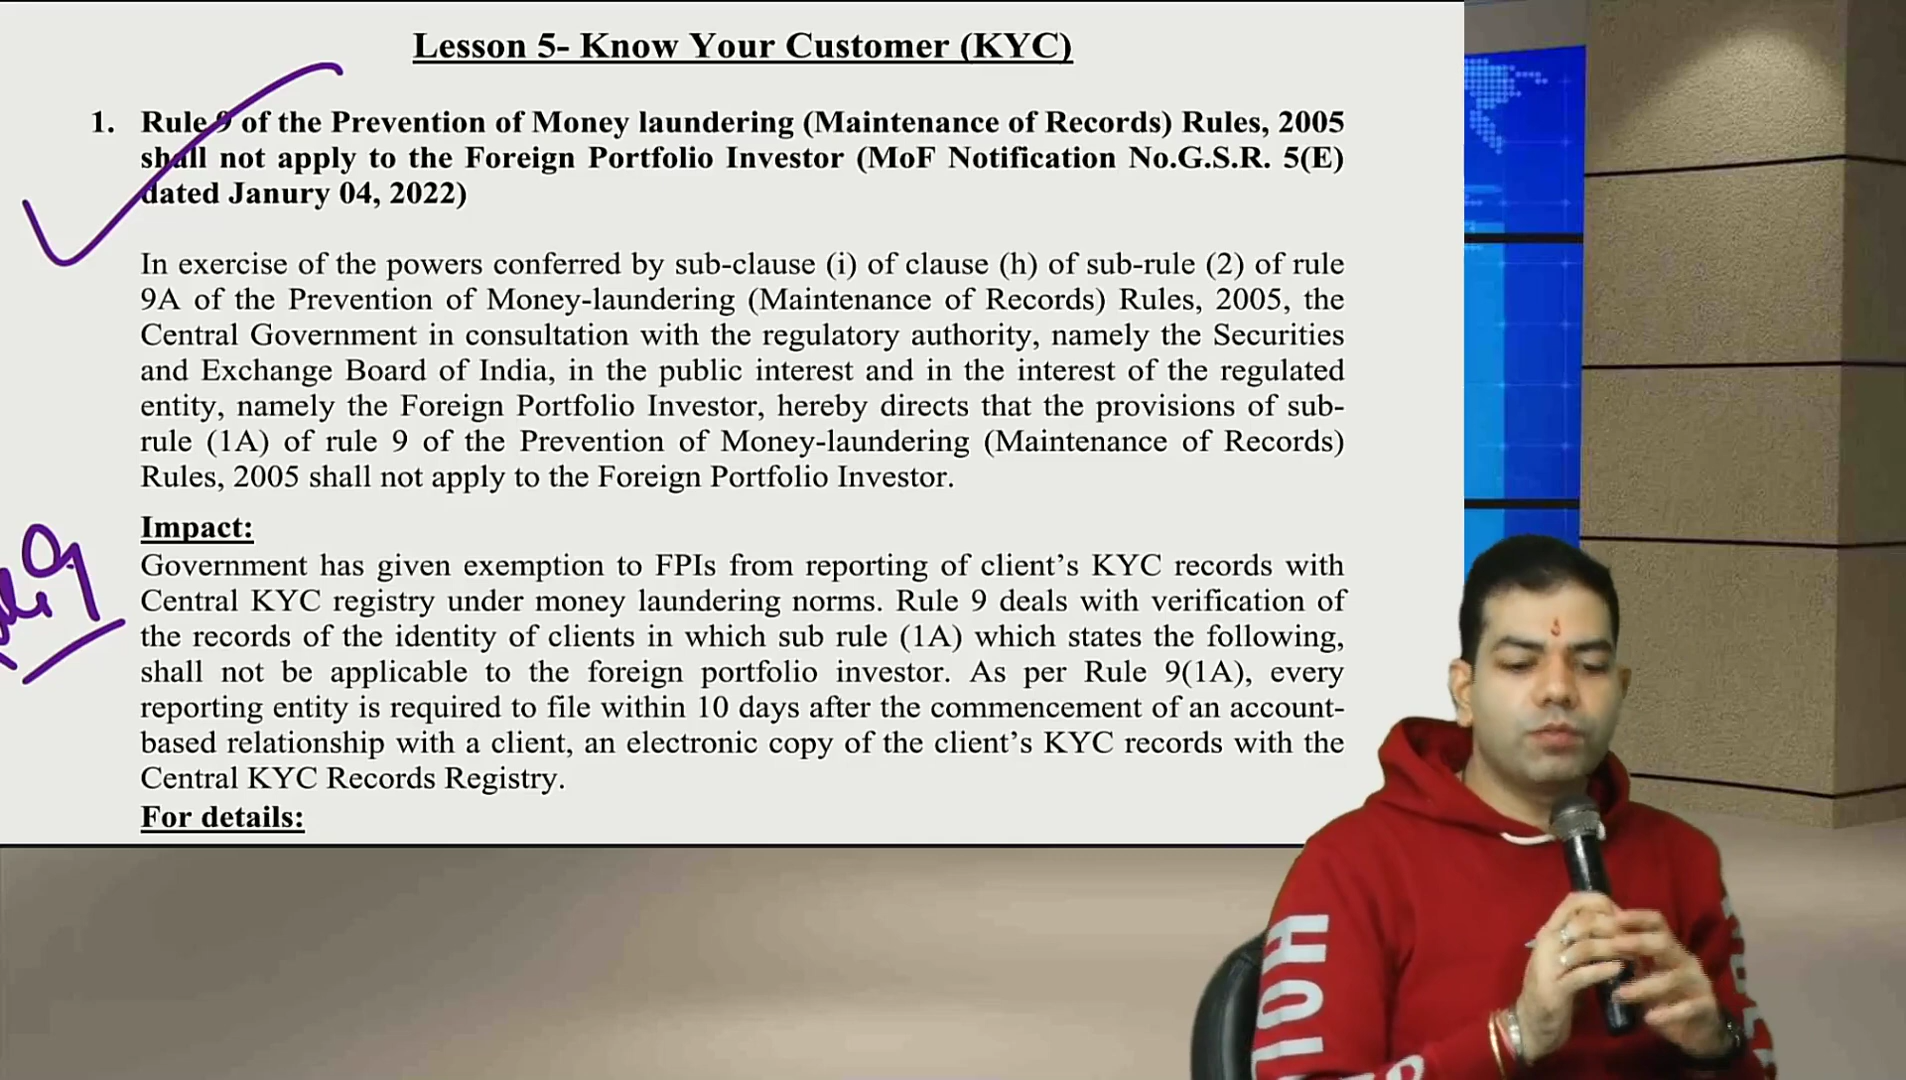 Lesson 5- Know Your Customer (KYC)
1. Rule 9 of the Prevention of Money laundering (Maintenance of Records) Rules, 2005
shall not apply to the Foreign Portfolio Investor (MoF Notification No.G.S.R. 5(E)
dated Janury 04, 2022)
In exercise of the powers conferred by sub-clause (i) of clause (h) of sub-rule (2) of rule
9A of the Prevention of Money-laundering (Maintenance of Records) Rules, 2005, the
Central Government in consultation with the regulatory authority, namely the Securities
and Exchange Board of India, in the public interest and in the interest of the regulated
entity, namely the Foreign Portfolio Investor, hereby directs that the provisions of sub-
rule (1A) of rule 9 of the Prevention of Money-laundering (Maintenance of Records)
Rules, 2005 shall not apply to the Foreign Portfolio Investor.
Impact:
Government has given exemption to FPIs from reporting of client’s KYC records with
Central KYC registry under money laundering norms. Rule 9 deals with verification of
the records of the identity of clients in which sub rule (1A) which states the following,
shall not be applicable to the foreign portfolio investor. As per Rule 9(1A), every
reporting entity is required to file within 10 days after the commencement of an account-
based relationship with a client, an electronic copy of the client’s KYC records with the
Central KYC Records Registry.
For details:
9